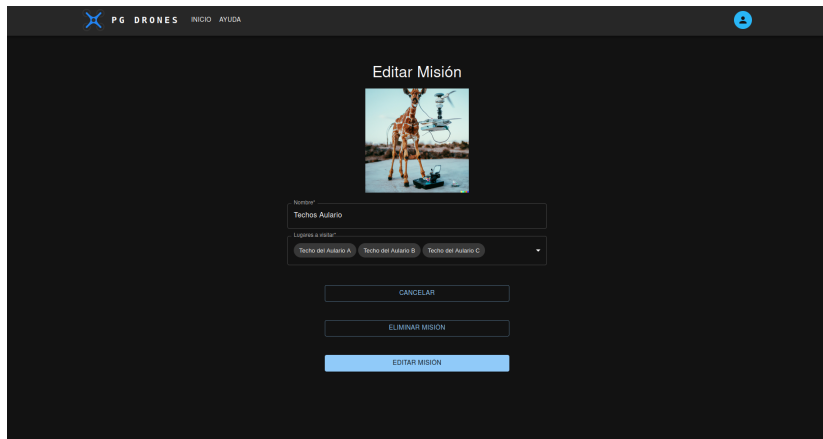 PG DRONES INICIO AYUDA
Editar Misión
Nombre*
Techos Aulario
Lugares a visitar*
Techo del Aulario A Techo del Aulario B Techo del Aulario C
CANCELAR
ELIMINAR MISIÓN
EDITAR MISIÓN